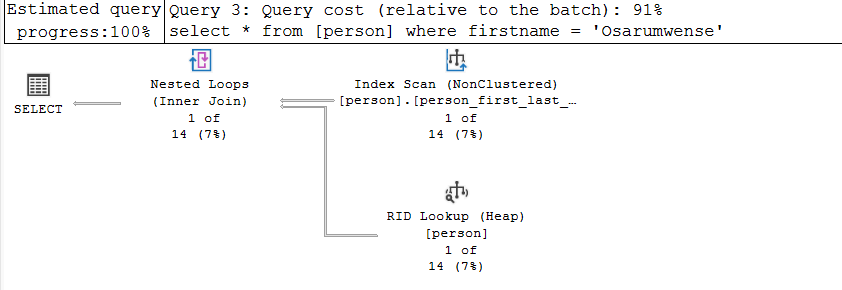 Estimated query progress:100%
Query 3: Query cost (relative to the batch): 91%
select * from [person] where firstname = 'Osarumwense'
SELECT
Nested Loops
(Inner Join)
1 of
14 (7%)
Index Scan (NonClustered)
[person].[person_first_last_…
1 of
14 (7%)
RID Lookup (Heap)
[person]
1 of
14 (7%)